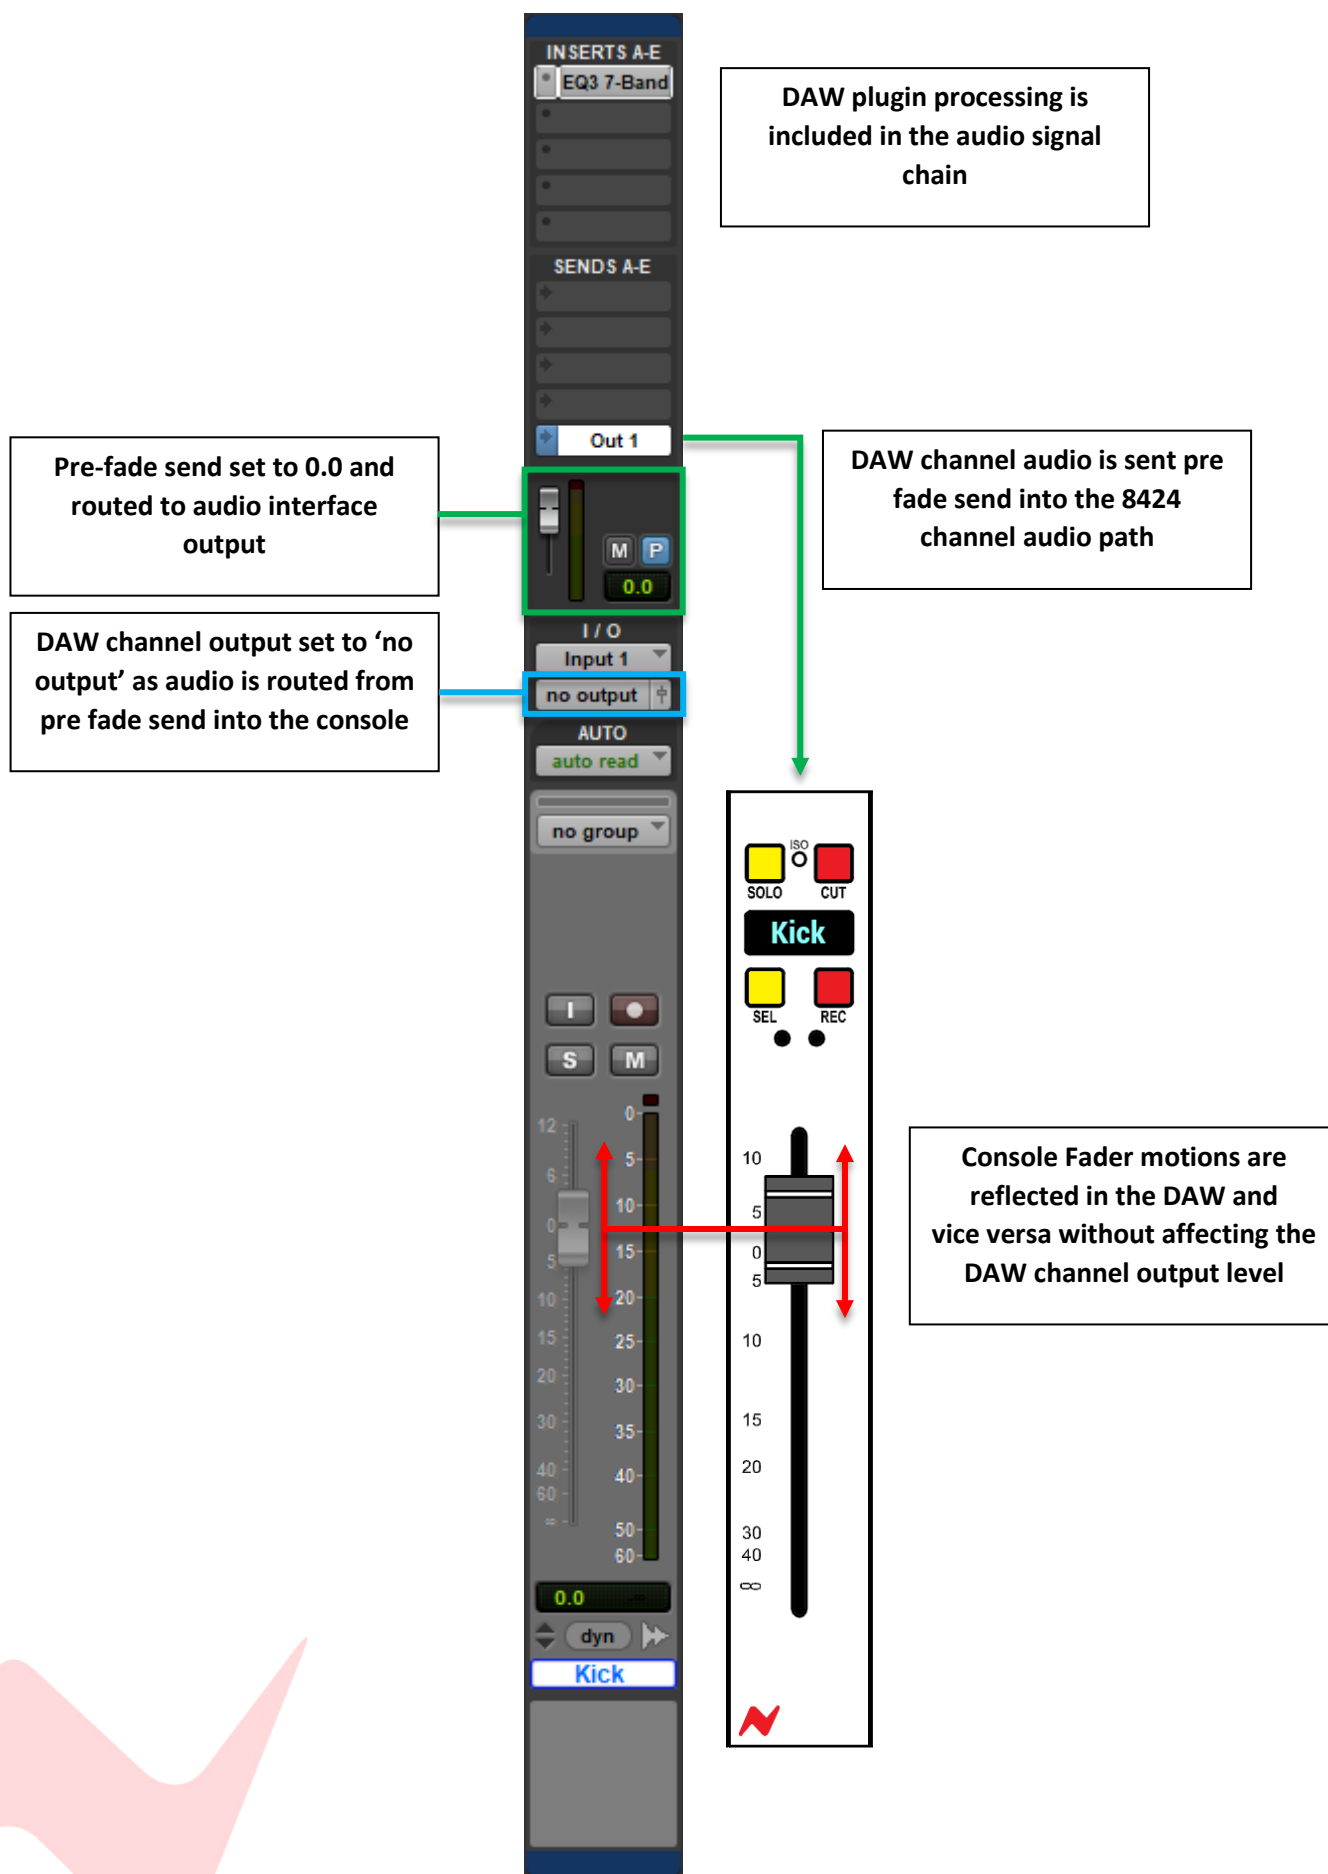 INSERTS A-E
EQ3 7-Band
DAW plugin processing is
included in the audio signal
chain
SENDS A-E
Out 1
Pre-fade send set to 0.0 and
routed to audio interface
output
DAW channel audio is sent pre
fade send into the 8424
channel audio path
M P
0.0
DAW channel output set to ‘no
output’ as audio is routed from
pre fade send into the console
I / O
Input 1
no output
AUTO
auto read
no group
ISO
SOLO CUT
Kick
SEL REC
I
S M
12
6
0
5
10
15
20
30
40
60
∞
0
5
10
15
20
25
30
35
40
50
60
10
5
0
5
10
15
20
30
40
∞
Console Fader motions are
reflected in the DAW and
vice versa without affecting the
DAW channel output level
0.0 -∞
dyn
Kick